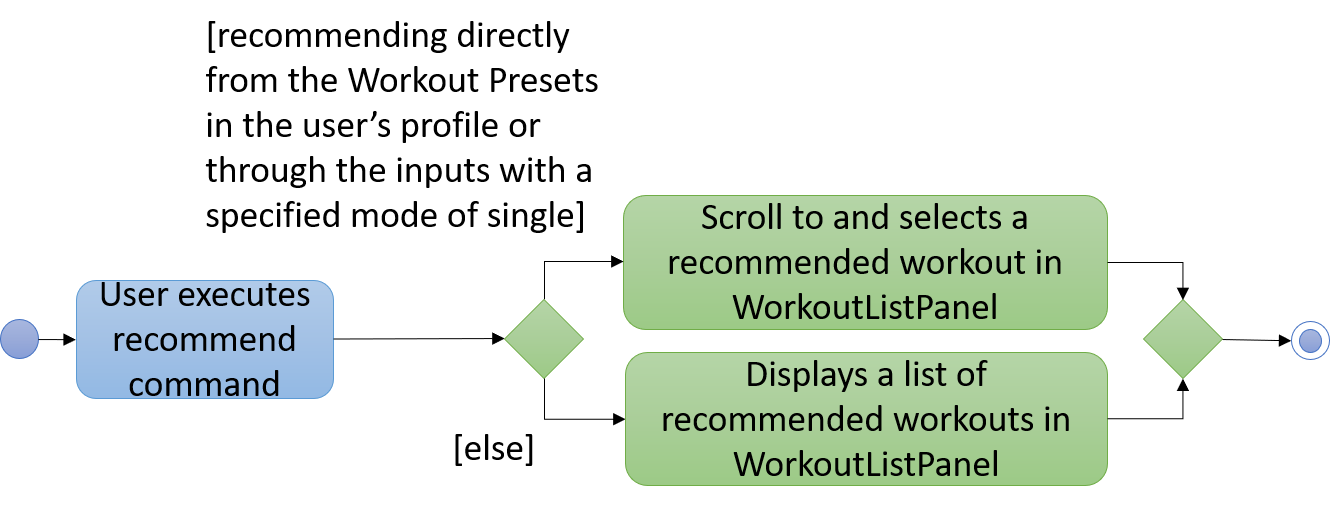 [recommending directly
from the Workout Presets
in the user’s profile or
through the inputs with a
specified mode of single]
User executes
recommend
command
Scroll to and selects a
recommended workout in
WorkoutListPanel
[else]
Displays a list of
recommended workouts in
WorkoutListPanel